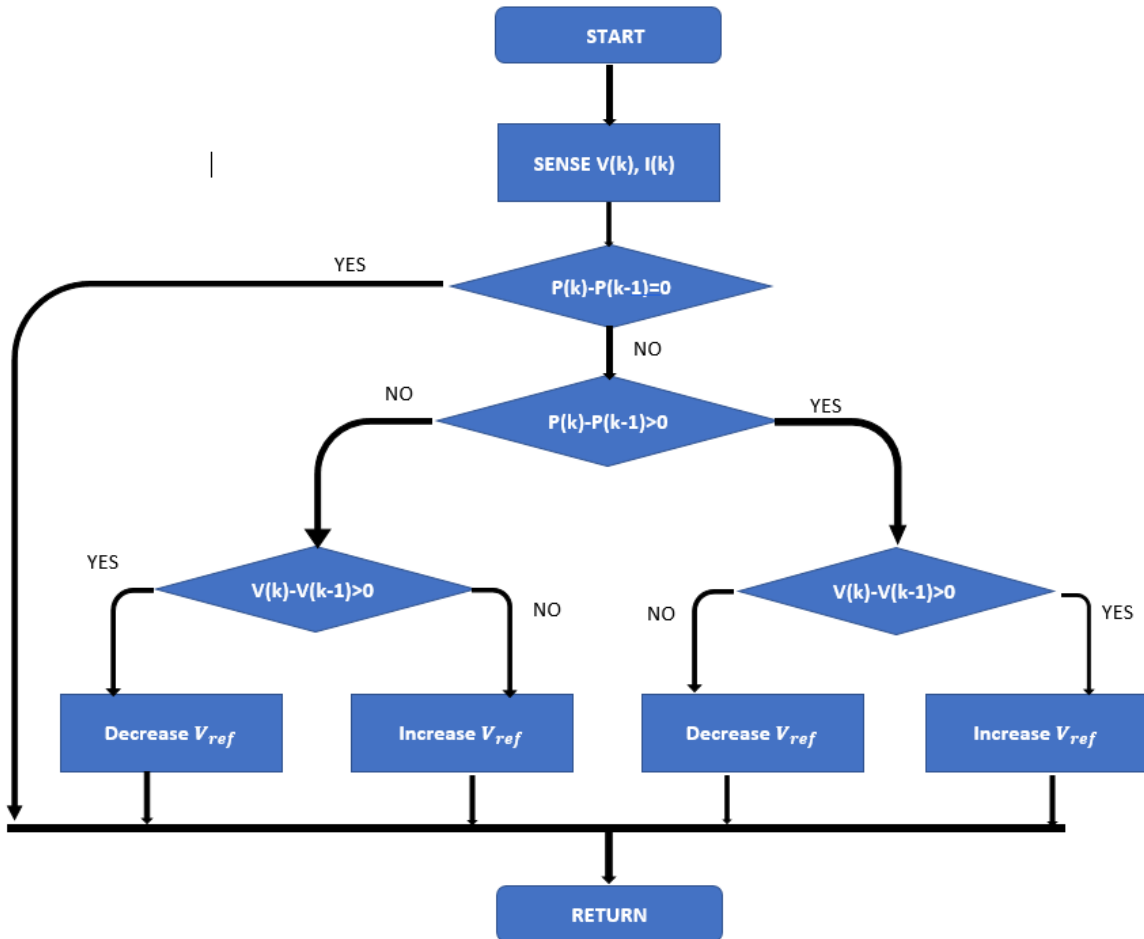 START
SENSE V(k), I(k)
YES
P(k)-P(k-1)=0
NO
NO
P(k)-P(k-1)>0
YES
YES
V(k)-V(k-1)>0
NO
NO
V(k)-V(k-1)>0
YES
Decrease V_ref
Increase V_ref
Decrease V_ref
Increase V_ref
RETURN